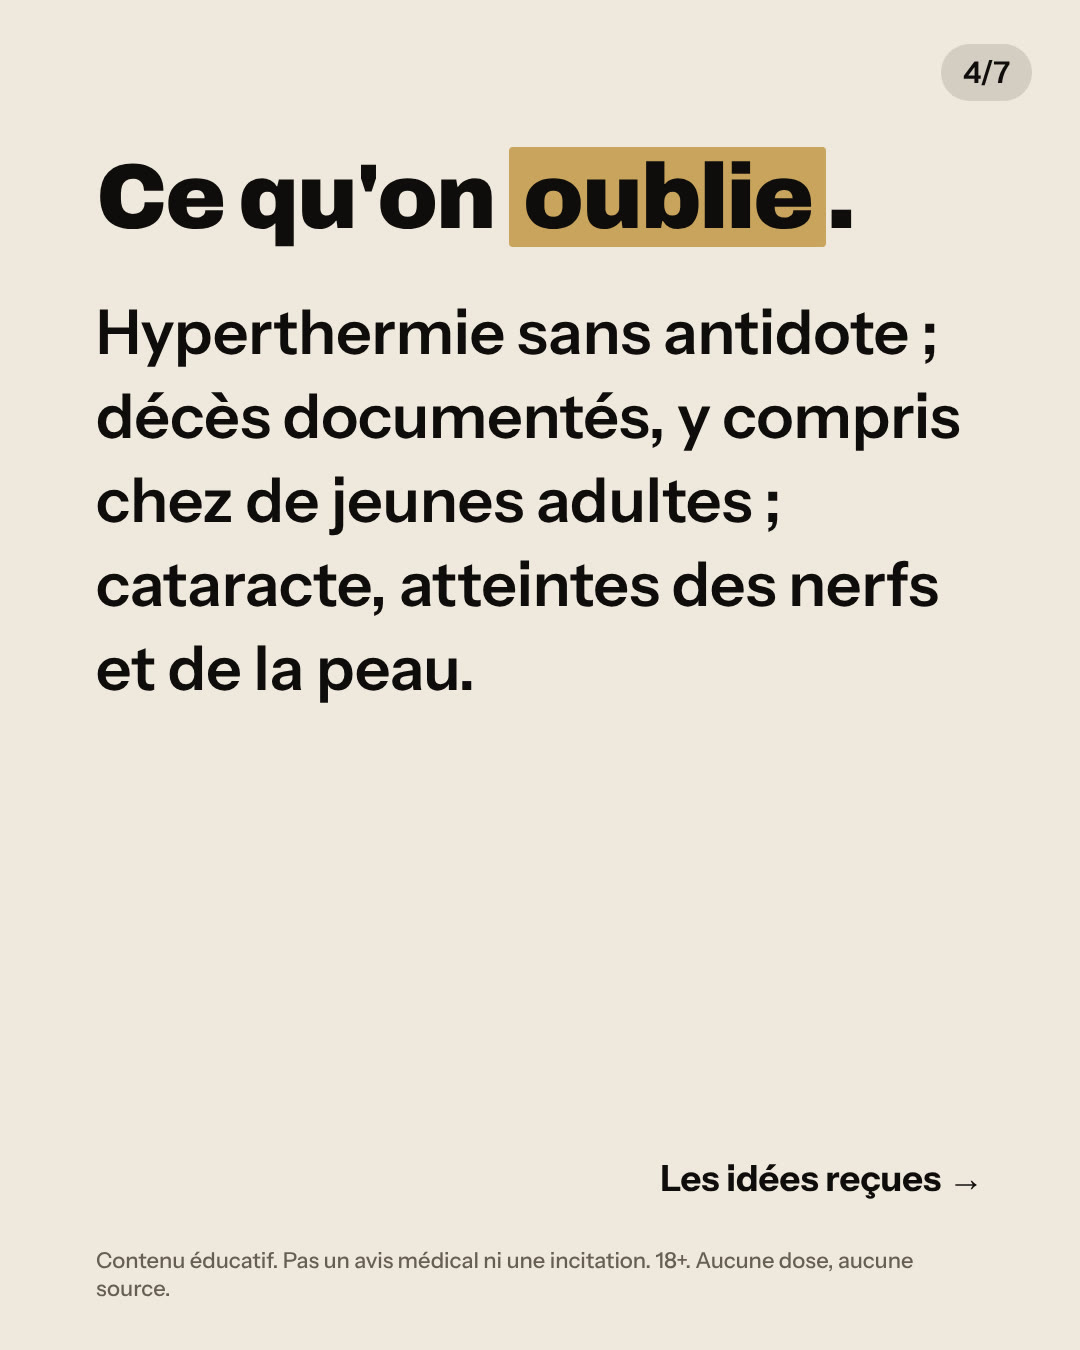 4/7
Ce qu'on oublie.
Hyperthermie sans antidote ;
décès documentés, y compris
chez de jeunes adultes ;
cataracte, atteintes des nerfs
et de la peau.
Les idées reçues →
Contenu éducatif. Pas un avis médical ni une incitation. 18+. Aucune dose, aucune
source.